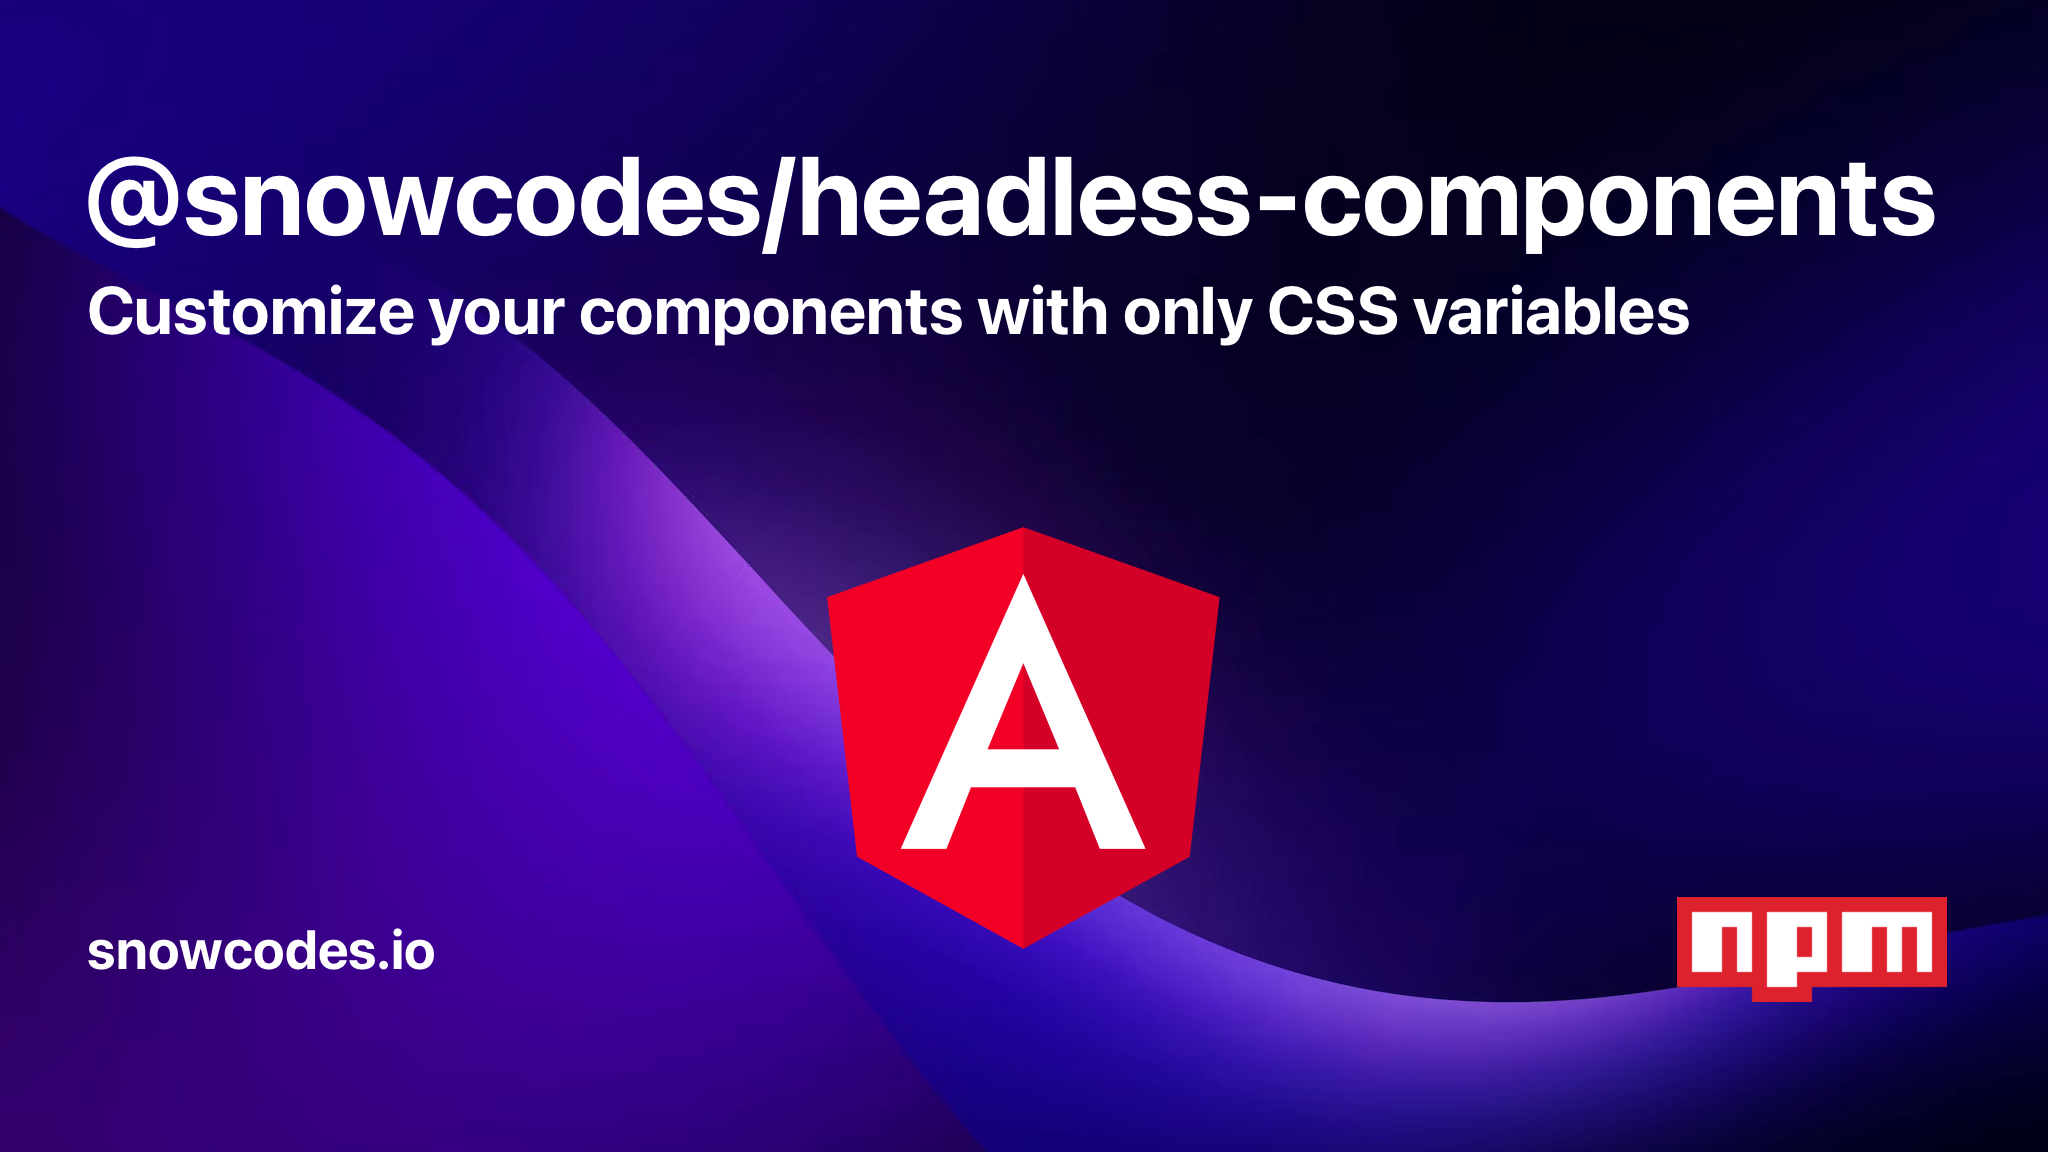 @snowcodes/headless-components
Customize your components with only CSS variables
A
snowcodes.io
npm